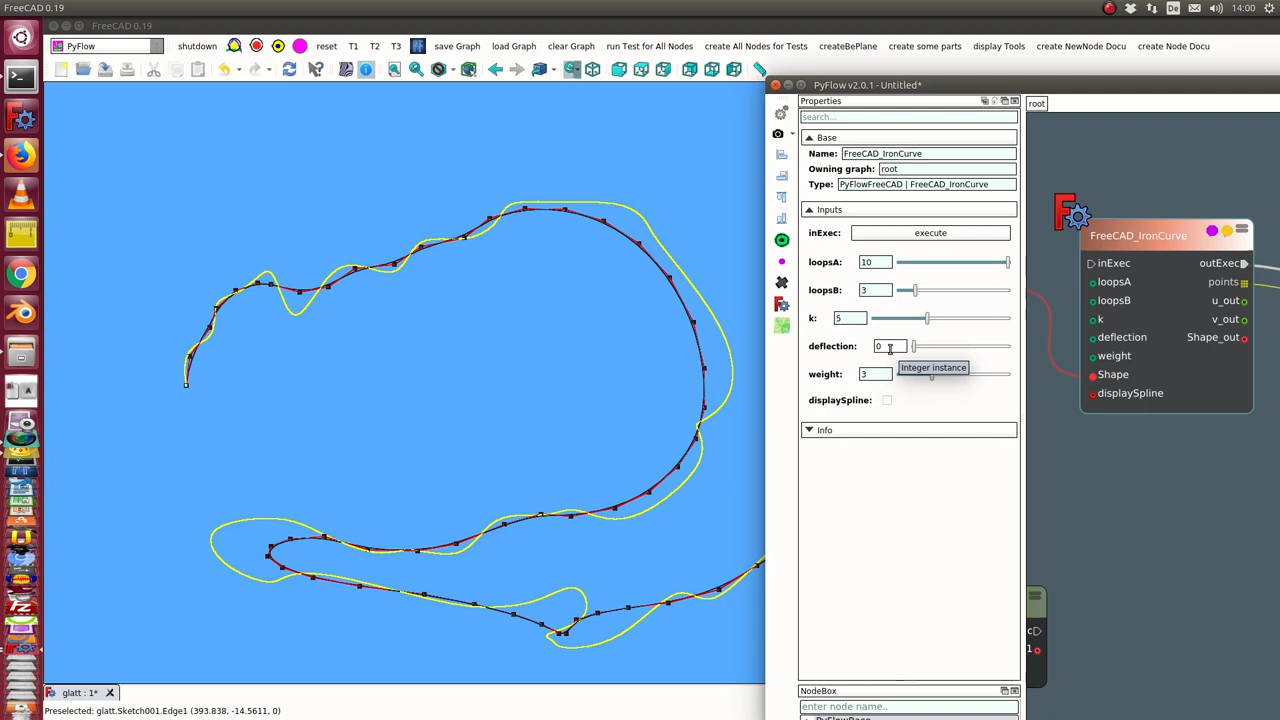 FreeCAD 0.19
De
14:00
FreeCAD 0.19
PyFlow
shutdown
reset
T1
T2
T3
save Graph
load Graph
clear Graph
run Test for All Nodes
create All Nodes for Tests
createBePlane
create some parts
display Tools
create NewNode Docu
create Node Docu
PyFlow v2.0.1 - Untitled*
Properties
search...
Base
Name:
FreeCAD_IronCurve
Owning graph:
root
Type:
PyFlowFreeCAD | FreeCAD_IronCurve
Inputs
inExec:
execute
loopsA:
10
loopsB:
3
k:
5
deflection:
0
Integer instance
weight:
3
displaySpline:
Info
NodeBox
enter node name..
PyFlowBase
root
FreeCAD_IronCurve
inExec
outExec
loopsA
points
loopsB
u_out
k
v_out
deflection
Shape_out
weight
Shape
displaySpline
glatt : 1*
Preselected: glatt.Sketch001.Edge1 (393.838, -14.5611, 0)